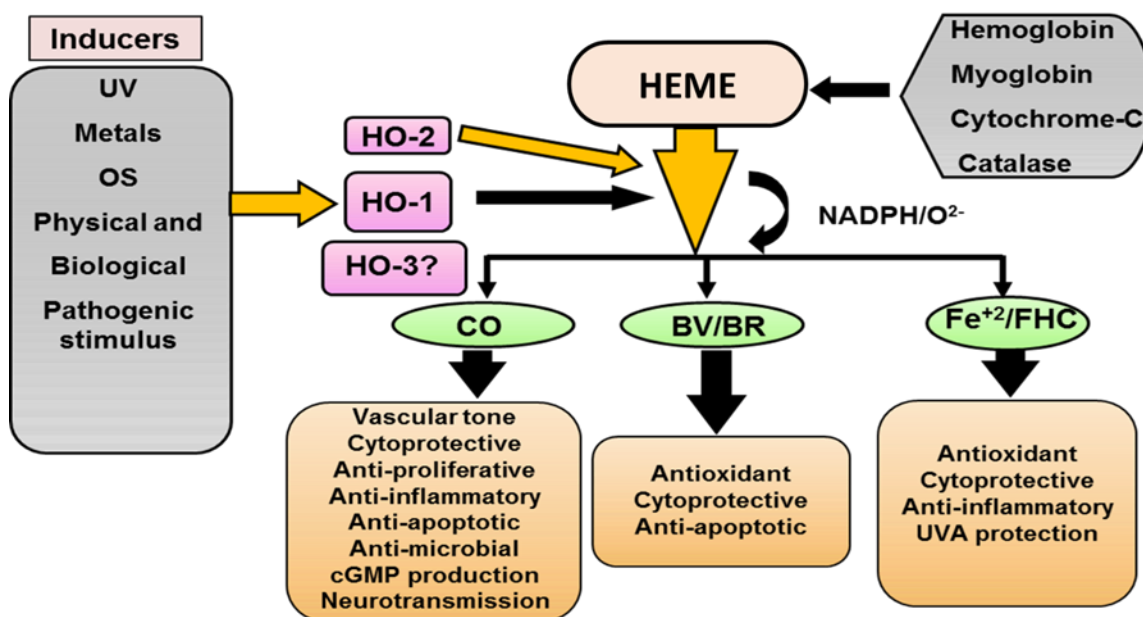 Inducers
UV
Metals
OS
Physical and
Biological
Pathogenic
stimulus
HO-2
HO-1
HO-3?
HEME
Hemoglobin
Myoglobin
Cytochrome-C
Catalase
NADPH/O²⁻
CO
BV/BR
Fe⁺²/FHC
Vascular tone
Cytoprotective
Anti-proliferative
Anti-inflammatory
Anti-apoptotic
Anti-microbial
cGMP production
Neurotransmission
Antioxidant
Cytoprotective
Anti-apoptotic
Antioxidant
Cytoprotective
Anti-inflammatory
UVA protection